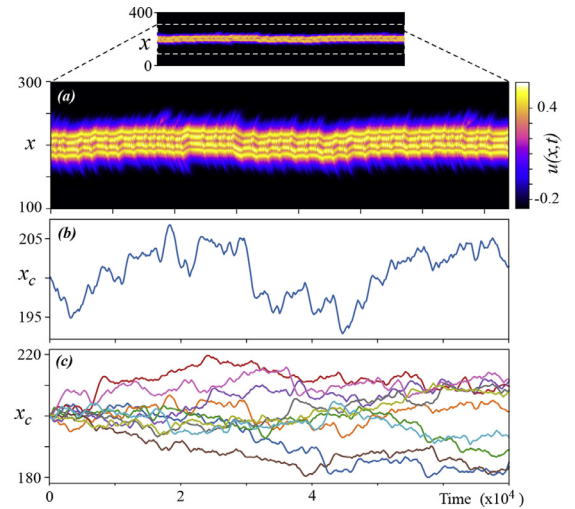 400
x
0
300
(a)
x
100
0.4
-0.2
u(x,t)
(b)
205
x_c
195
(c)
220
x_c
180
0 2 4 Time (x10^4)